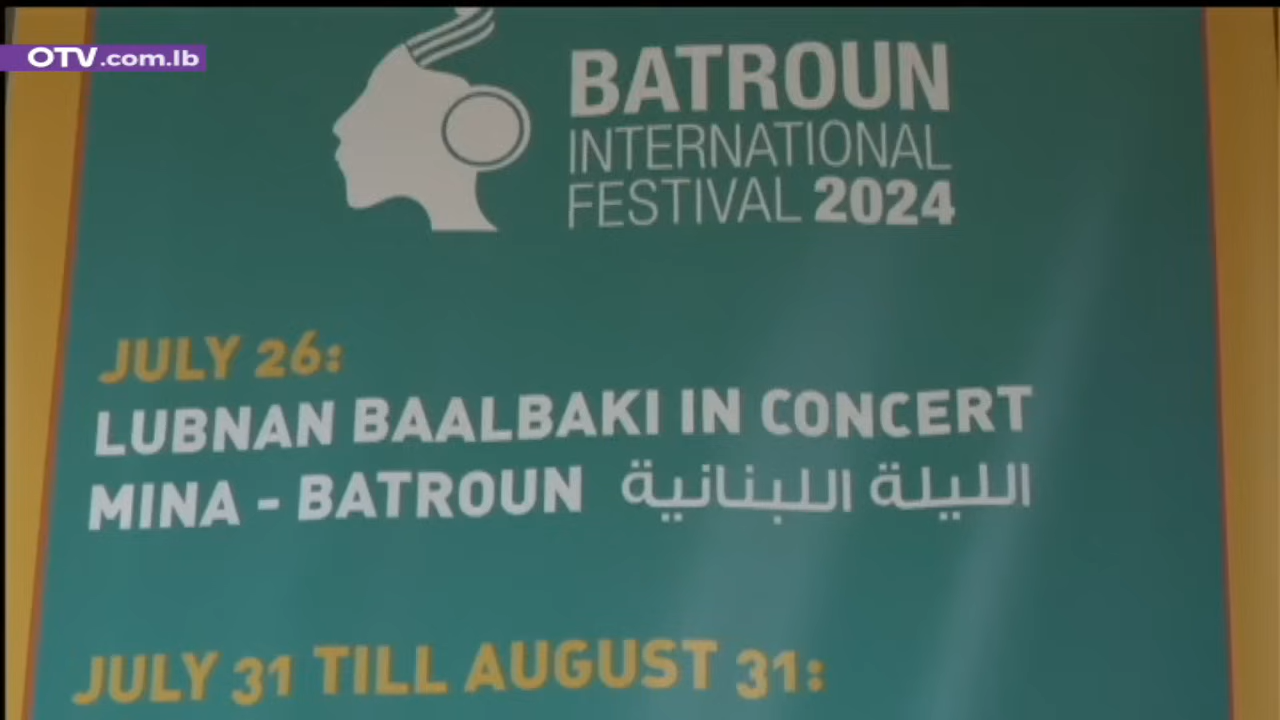 OTV.com.lb
BATROUN
INTERNATIONAL
FESTIVAL 2024
JULY 26:
LUBNAN BAALBAKI IN CONCERT
MINA - BATROUN الليلة اللبنانية
JULY 31 TILL AUGUST 31: